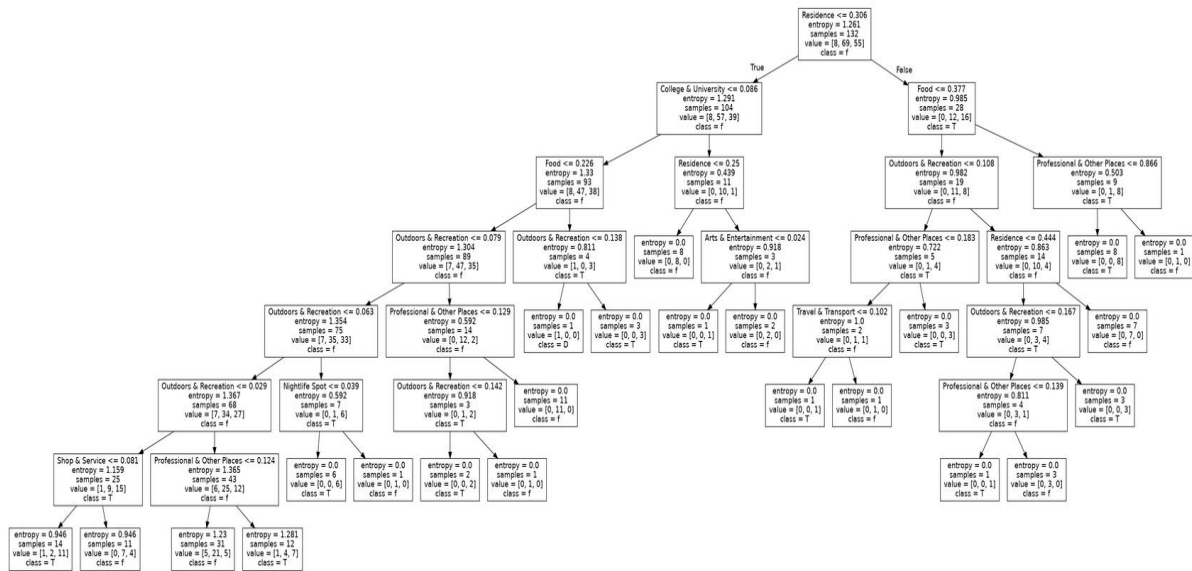 Residence <= 0.306
entropy = 1.261
samples = 132
value = [8, 69, 55]
class = f
True
False
College & University <= 0.086
entropy = 1.291
samples = 104
value = [8, 57, 39]
class = f
Food <= 0.377
entropy = 0.985
samples = 28
value = [0, 12, 16]
class = T
Food <= 0.226
entropy = 1.33
samples = 93
value = [8, 47, 38]
class = f
Residence <= 0.25
entropy = 0.439
samples = 11
value = [0, 10, 1]
class = f
Outdoors & Recreation <= 0.108
entropy = 0.982
samples = 19
value = [0, 11, 8]
class = f
Professional & Other Places <= 0.866
entropy = 0.503
samples = 9
value = [0, 1, 8]
class = T
Outdoors & Recreation <= 0.079
entropy = 1.304
samples = 89
value = [7, 47, 35]
class = f
Outdoors & Recreation <= 0.138
entropy = 0.811
samples = 4
value = [1, 0, 3]
class = T
entropy = 0.0
samples = 8
value = [0, 8, 0]
class = f
Arts & Entertainment <= 0.024
entropy = 0.918
samples = 3
value = [0, 2, 1]
class = f
Professional & Other Places <= 0.183
entropy = 0.722
samples = 5
value = [0, 1, 4]
class = T
Residence <= 0.444
entropy = 0.863
samples = 14
value = [0, 10, 4]
class = f
entropy = 0.0
samples = 8
value = [0, 0, 8]
class = T
entropy = 0.0
samples = 1
value = [0, 1, 0]
class = f
Outdoors & Recreation <= 0.063
entropy = 1.354
samples = 75
value = [7, 35, 33]
class = f
Professional & Other Places <= 0.129
entropy = 0.592
samples = 14
value = [0, 12, 2]
class = f
entropy = 0.0
samples = 1
value = [1, 0, 0]
class = D
entropy = 0.0
samples = 3
value = [0, 0, 3]
class = T
entropy = 0.0
samples = 1
value = [0, 0, 1]
class = T
entropy = 0.0
samples = 2
value = [0, 2, 0]
class = f
Travel & Transport <= 0.102
entropy = 1.0
samples = 2
value = [0, 1, 1]
class = f
entropy = 0.0
samples = 3
value = [0, 0, 3]
class = T
Outdoors & Recreation <= 0.167
entropy = 0.985
samples = 7
value = [0, 3, 4]
class = T
entropy = 0.0
samples = 7
value = [0, 7, 0]
class = f
Outdoors & Recreation <= 0.029
entropy = 1.367
samples = 68
value = [7, 34, 27]
class = f
Nightlife Spot <= 0.039
entropy = 0.592
samples = 7
value = [0, 1, 6]
class = T
Outdoors & Recreation <= 0.142
entropy = 0.918
samples = 3
value = [0, 1, 2]
class = T
entropy = 0.0
samples = 11
value = [0, 11, 0]
class = f
entropy = 0.0
samples = 1
value = [0, 0, 1]
class = T
entropy = 0.0
samples = 1
value = [0, 1, 0]
class = f
Professional & Other Places <= 0.139
entropy = 0.811
samples = 4
value = [0, 3, 1]
class = f
entropy = 0.0
samples = 3
value = [0, 0, 3]
class = T
Shop & Service <= 0.081
entropy = 1.159
samples = 25
value = [1, 9, 15]
class = T
Professional & Other Places <= 0.124
entropy = 1.365
samples = 43
value = [6, 25, 12]
class = f
entropy = 0.0
samples = 6
value = [0, 0, 6]
class = T
entropy = 0.0
samples = 1
value = [0, 1, 0]
class = f
entropy = 0.0
samples = 2
value = [0, 0, 2]
class = T
entropy = 0.0
samples = 1
value = [0, 1, 0]
class = f
entropy = 0.0
samples = 1
value = [0, 0, 1]
class = T
entropy = 0.0
samples = 3
value = [0, 3, 0]
class = f
entropy = 0.946
samples = 14
value = [1, 2, 11]
class = T
entropy = 0.946
samples = 11
value = [0, 7, 4]
class = f
entropy = 1.23
samples = 31
value = [5, 21, 5]
class = f
entropy = 1.281
samples = 12
value = [1, 4, 7]
class = T